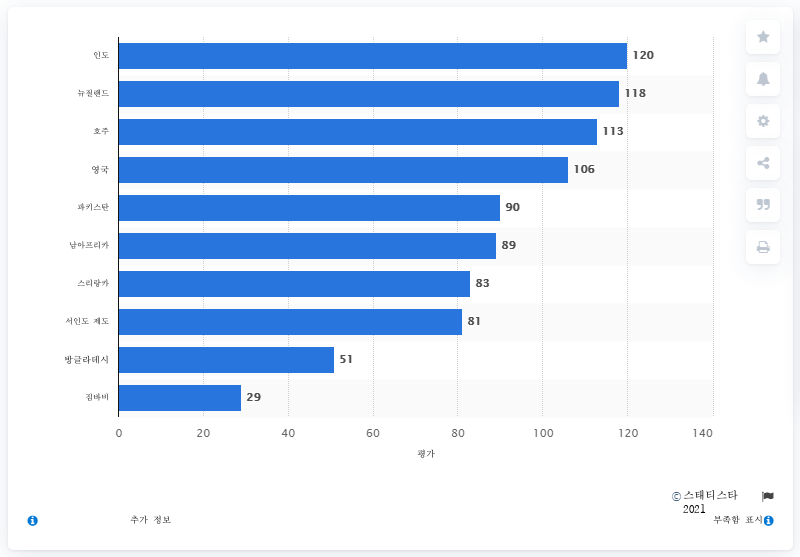 인도 120
뉴질랜드 118
호주 113
영국 106
파키스탄 90
남아프리카 89
스리랑카 83
서인도 제도 81
방글라데시 51
짐바브 29
0 20 40 60 80 100 120 140
평가
© 스태티스타
2021
추가 정보
부족함 표시